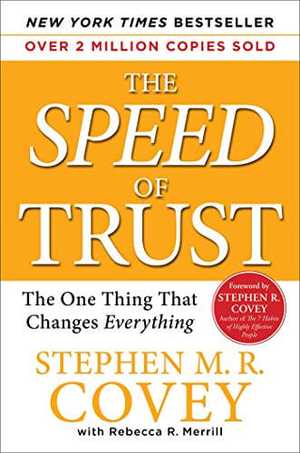 NEW YORK TIMES BESTSELLER
OVER 2 MILLION COPIES SOLD
THE
SPEED
OF
TRUST
The One Thing That
Changes Everything
Foreword by
STEPHEN R.
COVEY
Author of The 7 Habits
of Highly Effective
People
STEPHEN M. R.
COVEY
with Rebecca R. Merrill